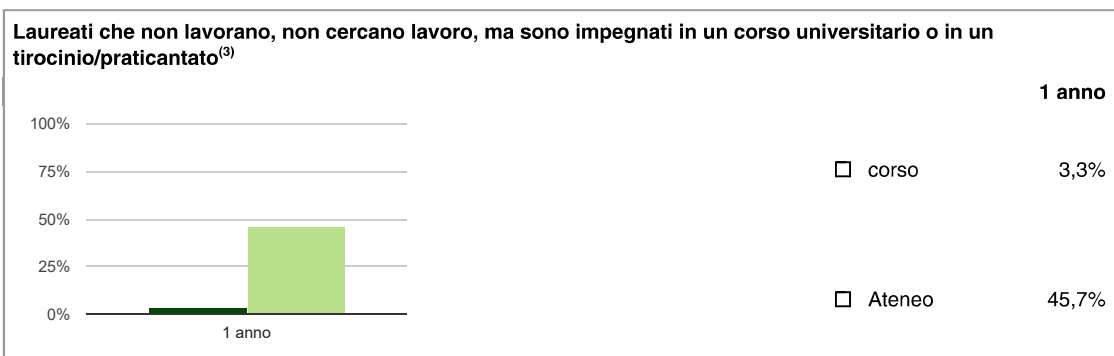 Laureati che non lavorano, non cercano lavoro, ma sono impegnati in un corso universitario o in un
tirocinio/praticantato(3)
1 anno
100%
75%
50%
25%
0%
1 anno
corso 3,3%
Ateneo 45,7%